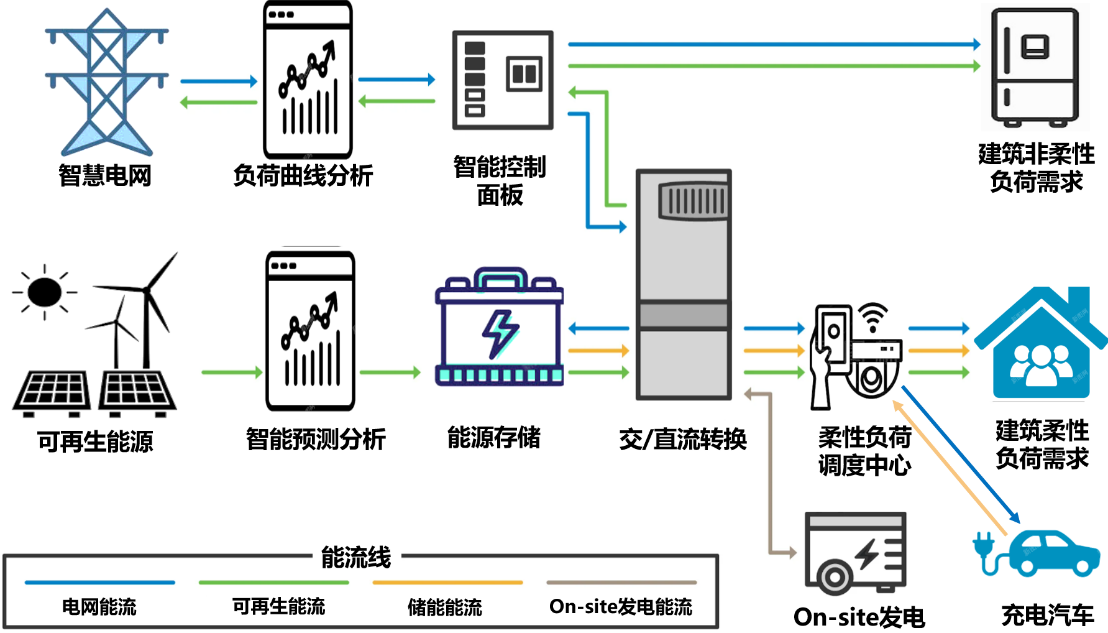 智慧电网
负荷曲线分析
智能控制
面板
建筑非柔性
负荷需求
可再生能源
智能预测分析
能源存储
交/直流转换
柔性负荷
调度中心
建筑柔性
负荷需求
On-site发电
充电汽车
能流线
电网能流
可再生能流
储能能流
On-site发电能流